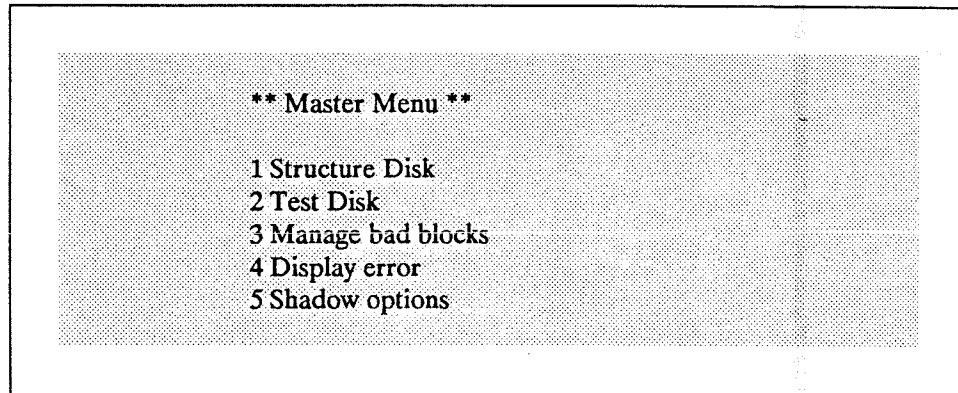 ** Master Menu **
1 Structure Disk
2 Test Disk
3 Manage bad blocks
4 Display error
5 Shadow options